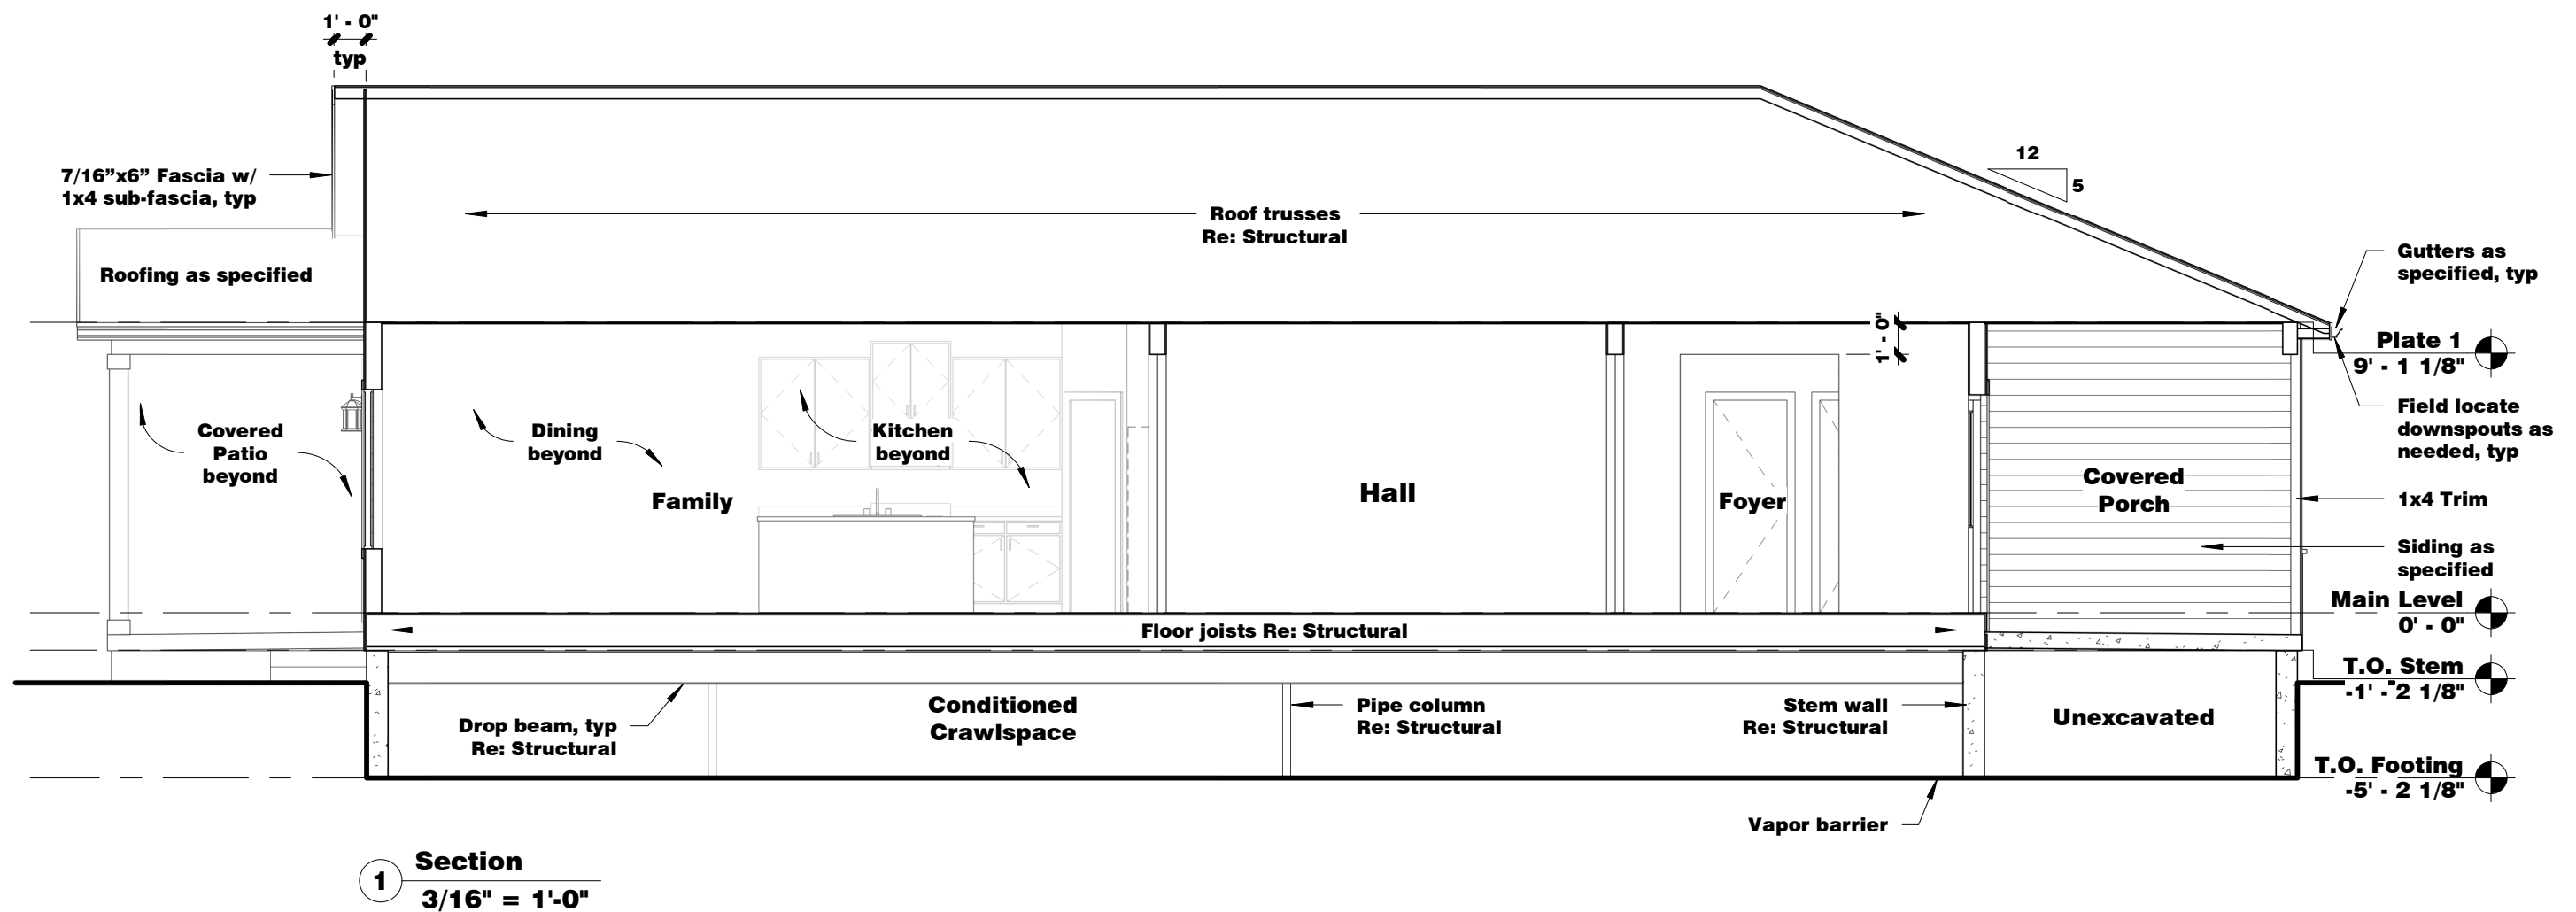 1' - 0"
typ
7/16”x6” Fascia w/
1x4 sub-fascia, typ
Roofing as specified
Roof trusses
Re: Structural
12
5
Gutters as
specified, typ
1' - 0"
Plate 1
9' - 1 1/8"
Field locate
downspouts as
needed, typ
Covered
Patio
beyond
Dining
beyond
Kitchen
beyond
Family
Hall
Foyer
Covered
Porch
1x4 Trim
Siding as
specified
Main Level
0' - 0"
Floor joists Re: Structural
T.O. Stem
-1' - 2 1/8"
Drop beam, typ
Re: Structural
Conditioned
Crawlspace
Pipe column
Re: Structural
Stem wall
Re: Structural
Unexcavated
T.O. Footing
-5' - 2 1/8"
Vapor barrier
1
Section
3/16" = 1'-0"